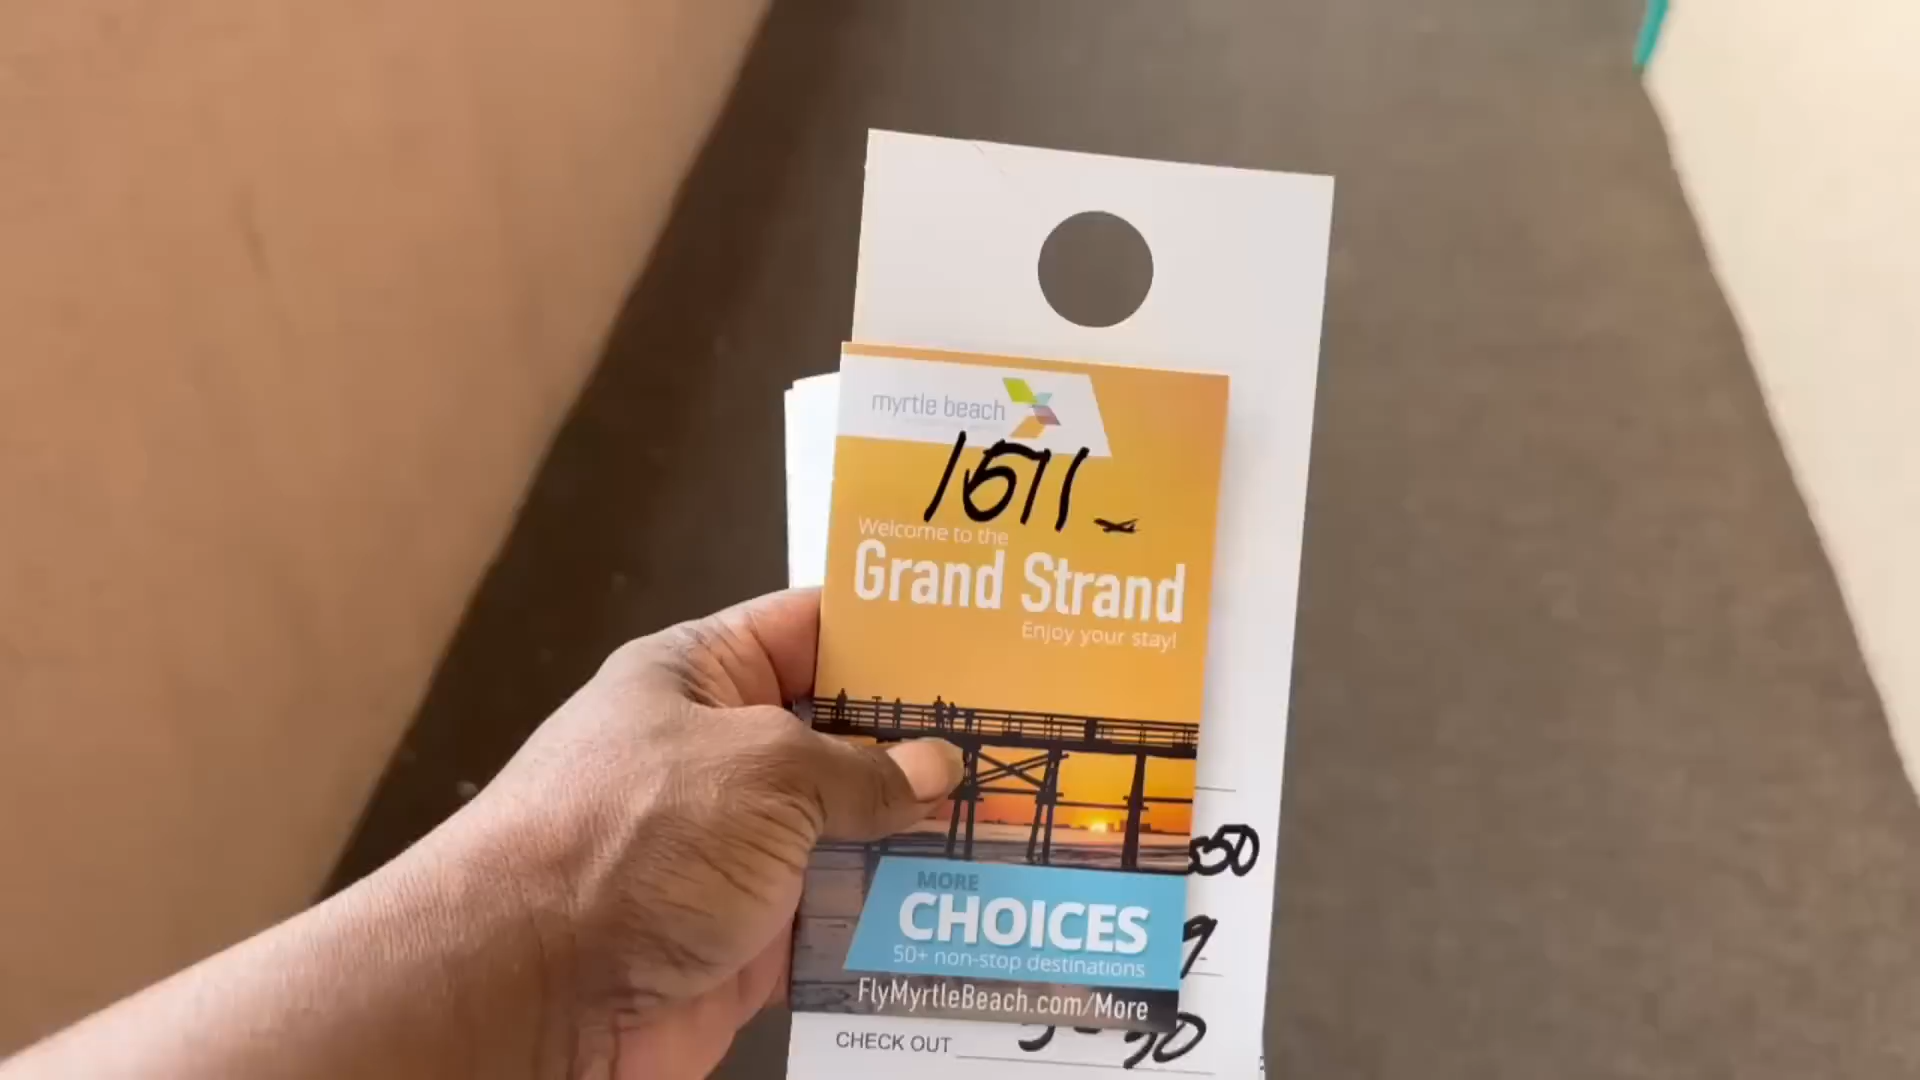 myrtle beach
1511
Welcome to the
Grand Strand
Enjoy your stay!
MORE
CHOICES
50+ non-stop destinations
FlyMyrtleBeach.com/More
CHECK OUT